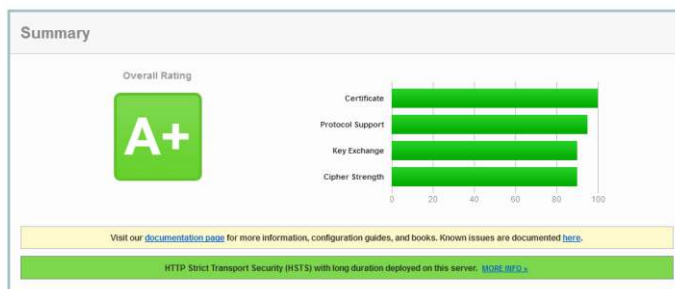 Summary
Overall Rating
A+
Certificate
Protocol Support
Key Exchange
Cipher Strength
0 20 40 60 80 100
Visit our documentation page for more information, configuration guides, and books. Known issues are documented here.
HTTP Strict Transport Security (HSTS) with long duration deployed on this server. MORE INFO »